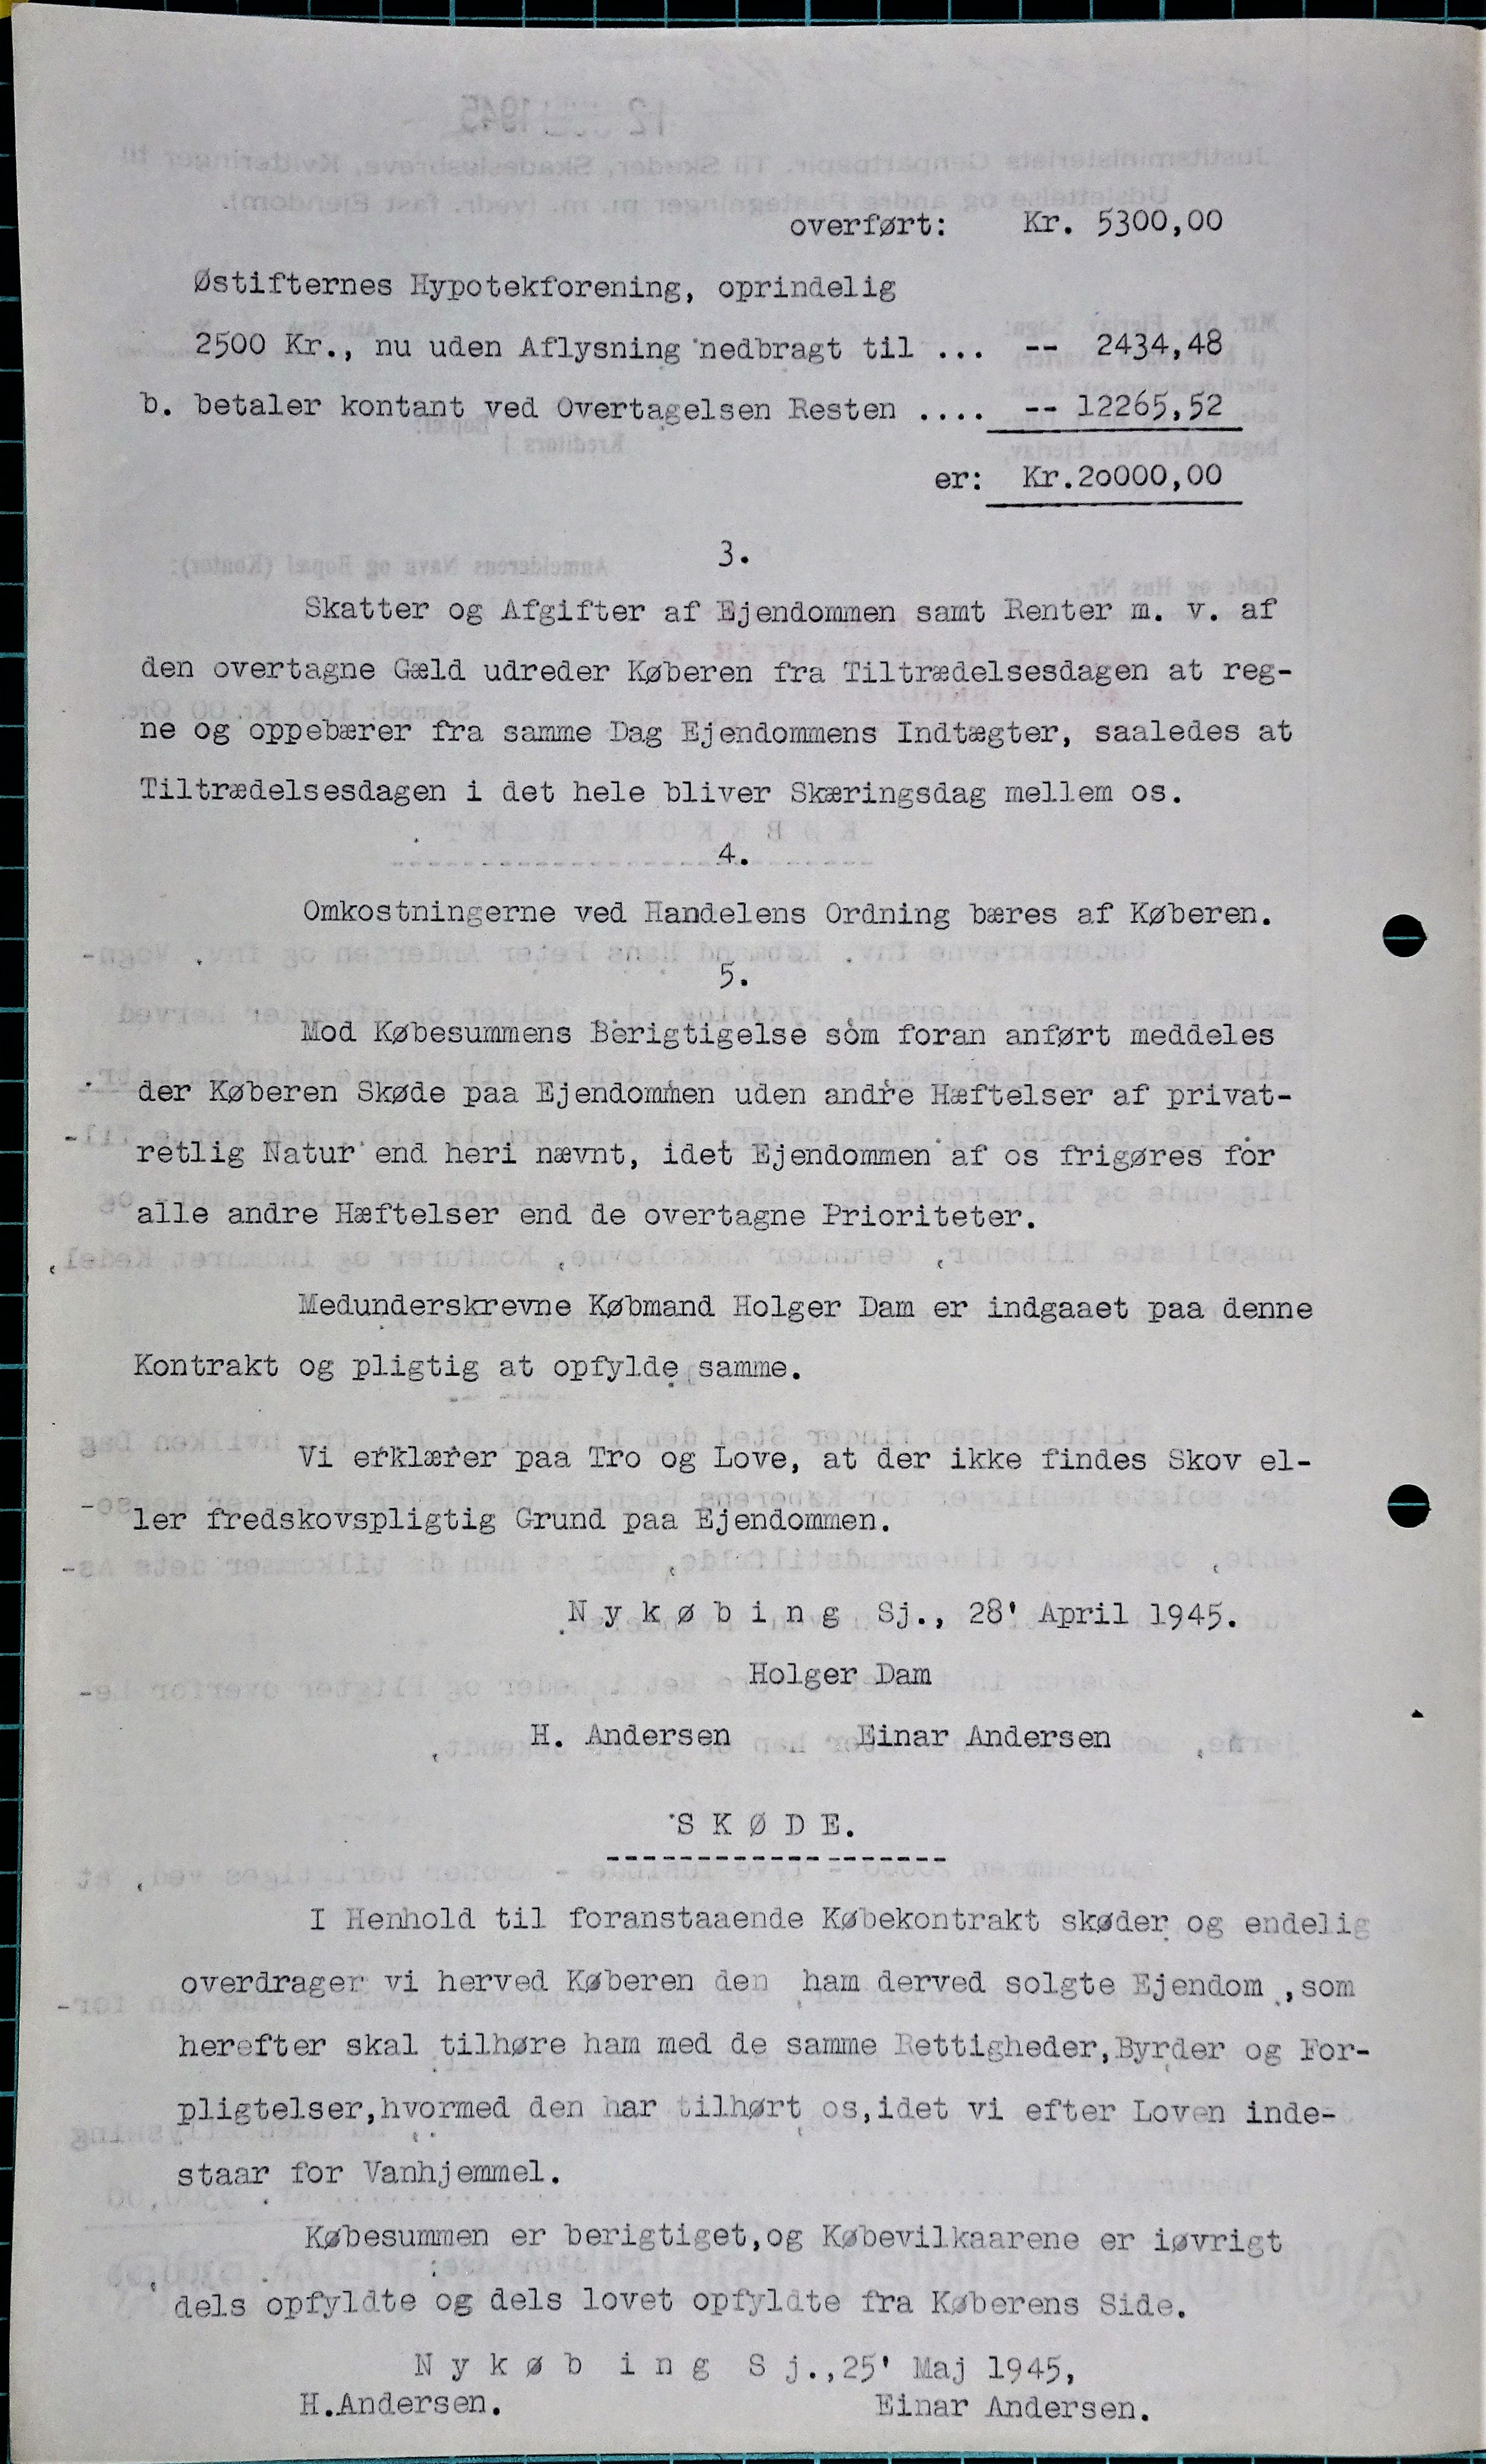 overført: Kr. 5300,00
Østifternes Hypotekforening, oprindelig
2500 Kr., nu uden Aflysning nedbragt til ... -- 2434,48
b. betaler kontant ved Overtagelsen Resten .... -- 12265,52
er: Kr.2o000,00
3.
Skatter og Afgifter af Ejendommen samt Renter m. v. af
den overtagne Gæld udreder Køberen fra Tiltrædelsesdagen at reg-
ne og oppebærer fra samme Dag Ejendommens Indtægter, saaledes at
Tiltrædelsesdagen i det hele bliver Skæringsdag mellem os.
4.
Omkostningerne ved Handelens Ordning bæres af Køberen.
5.
Mod Købesummens Berigtigelse som foran anført meddeles
der Køberen Skøde paa Ejendommen uden andre Hæftelser af privat-
retlig Natur end heri nævnt, idet Ejendommen af os frigøres for
alle andre Hæftelser end de overtagne Prioriteter.
Medunderskrevne Købmand Holger Dam er indgaaet paa denne
Kontrakt og pligtig at opfylde samme.
Vi erklærer paa Tro og Love, at der ikke findes Skov el-
ler fredskovspligtig Grund paa Ejendommen.
N y k ø b i n g Sj., 28' April 1945.
Holger Dam
H. Andersen Einar Andersen
S K Ø D E.
-------------------
I Henhold til foranstaaende Købekontrakt skøder og endelig
overdrager vi herved Køberen den ham derved solgte Ejendom ,som
herefter skal tilhøre ham med de samme Rettigheder,Byrder og For-
pligtelser,hvormed den har tilhørt os,idet vi efter Loven inde-
staar for Vanhjemmel.
Købesummen er berigtiget,og Købevilkaarene er iøvrigt
dels opfyldte og dels lovet opfyldte fra Køberens Side.
N y k ø b i n g S j.,25' Maj 1945,
H.Andersen. Einar Andersen.